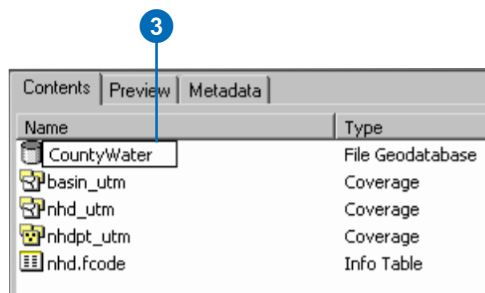 3
Contents Preview Metadata
Name Type
CountyWater File Geodatabase
basin_utm Coverage
nhd_utm Coverage
nhdpt_utm Coverage
nhd.fcode Info Table